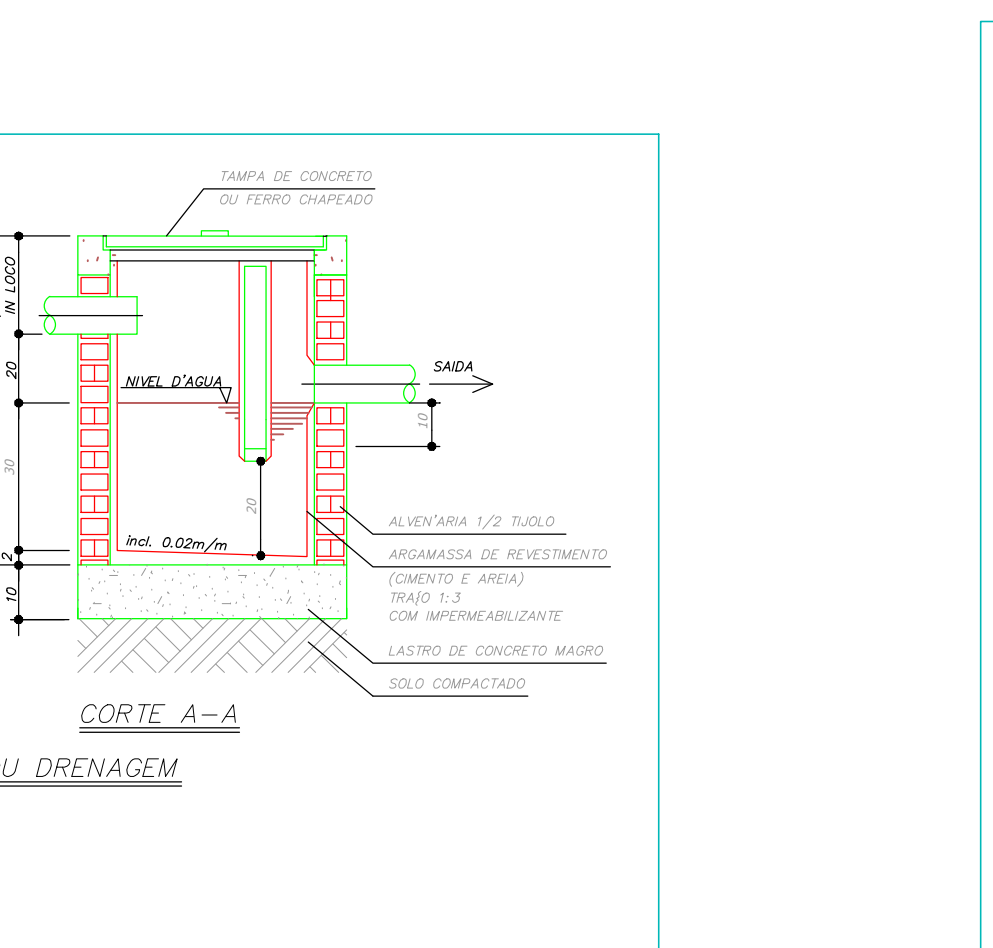 TAMPA DE CONCRETO
OU FERRO CHAPEADO
IN LOCO
20
30
2
10
NIVEL D'AGUA
SAIDA
10
20
incl. 0.02m/m
ALVEN'ARIA 1/2 TIJOLO
ARGAMASSA DE REVESTIMENTO
(CIMENTO E AREIA)
TRA{O 1:3
COM IMPERMEABILIZANTE
LASTRO DE CONCRETO MAGRO
SOLO COMPACTADO
CORTE A-A
OU DRENAGEM